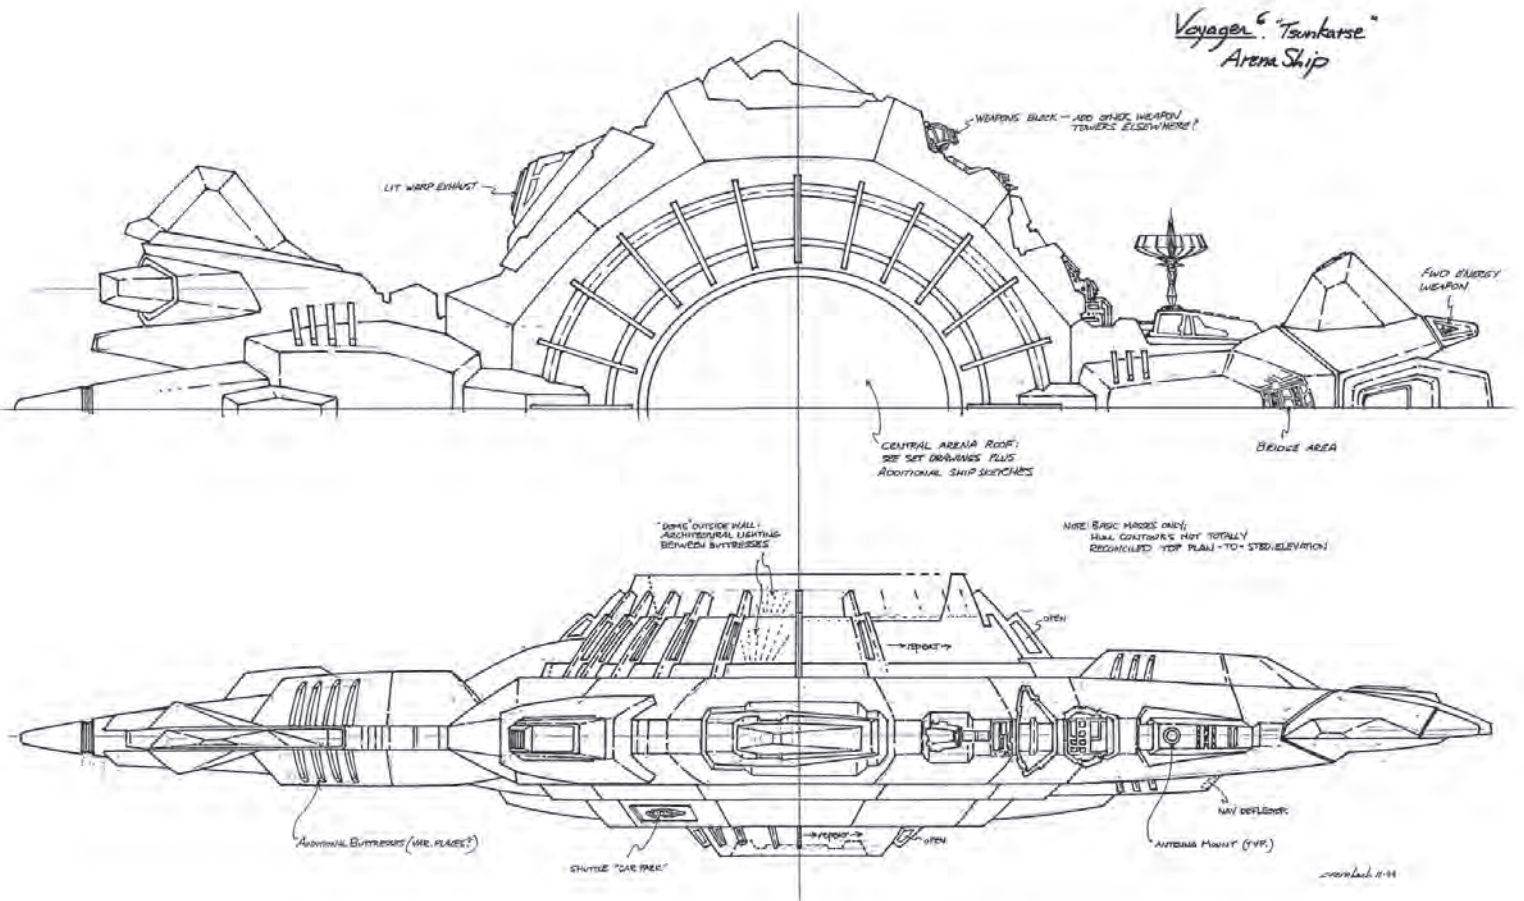 Voyager: "Tsunkatse"
Arena Ship
WEAPONS BLOCK — ADD OTHER WEAPON
TOWERS ELSEWHERE?
LIT WARP EXHAUST
FWD ENERGY
WEAPON
CENTRAL ARENA ROOF:
SEE SET DRAWINGS PLUS
ADDITIONAL SHIP SKETCHES
BRIDGE AREA
"DOME" OUTSIDE WALL:
ARCHITECTURAL LIGHTING
BETWEEN BUTTRESSES
NOTE: BASIC MASSES ONLY;
HULL CONTOURS NOT TOTALLY
RECONCILED TOP PLAN-TO-STBD. ELEVATION
OPEN
REPEAT
NAV DEFLECTOR
ADDITIONAL BUTTRESSES (VAR. PLACES?)
REPEAT
OPEN
ANTENNA MOUNT (TYP.)
SHUTTLE "CAR PARK"
sternbach 11-99